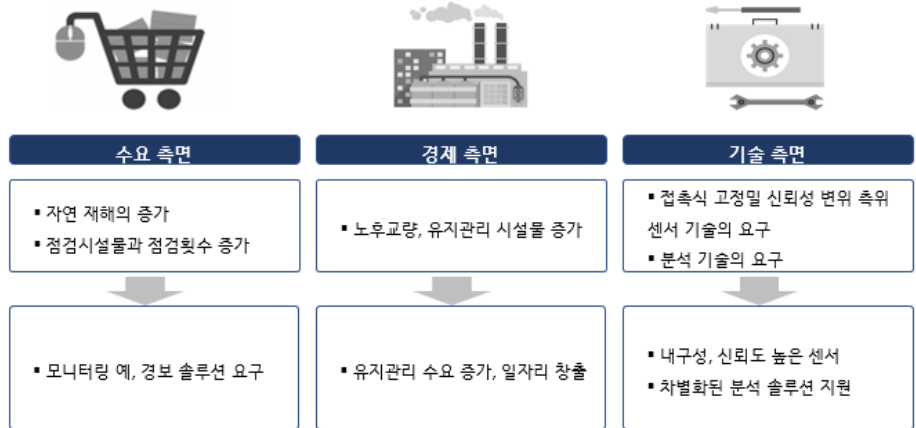 수요 측면
경제 측면
기술 측면
▪ 자연 재해의 증가
▪ 점검시설물과 점검횟수 증가
▪ 노후교량, 유지관리 시설물 증가
▪ 접촉식 고정밀 신뢰성 변위 측위
센서 기술의 요구
▪ 분석 기술의 요구
▪ 모니터링 예, 경보 솔루션 요구
▪ 유지관리 수요 증가, 일자리 창출
▪ 내구성, 신뢰도 높은 센서
▪ 차별화된 분석 솔루션 지원